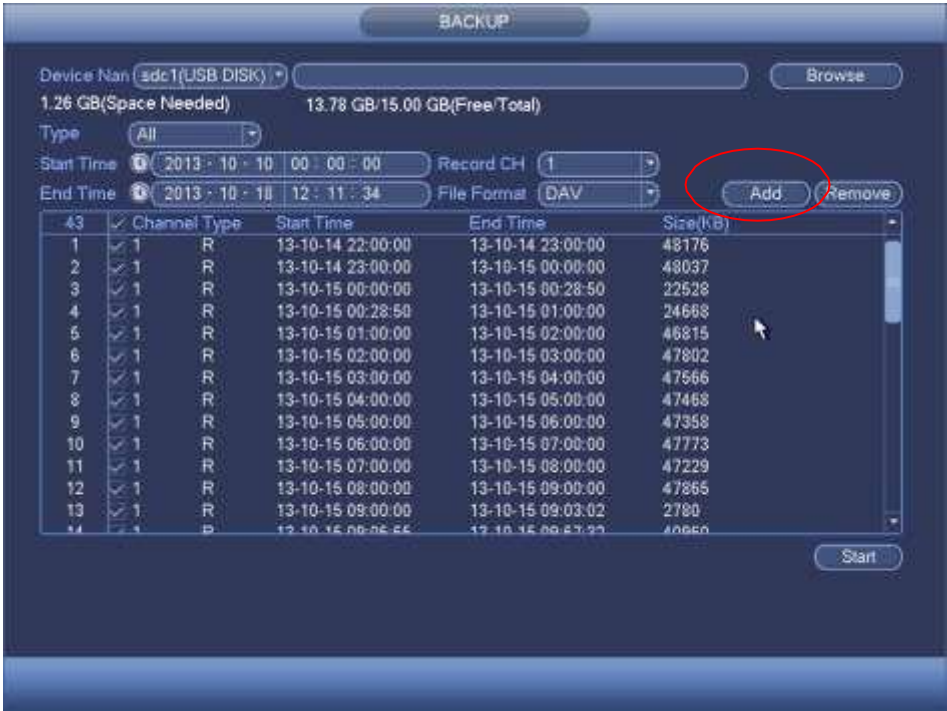 BACKUP
Device Nan sdc1(USB DISK) Browse
1.26 GB(Space Needed) 13.78 GB/15.00 GB(Free/Total)
Type All
Start Time 2013 - 10 - 10 00 : 00 : 00 Record CH 1
End Time 2013 - 10 - 18 12 : 11 : 34 File Format DAV Add Remove
43 Channel Type Start Time End Time Size(KB)
1 1 R 13-10-14 22:00:00 13-10-14 23:00:00 48176
2 1 R 13-10-14 23:00:00 13-10-15 00:00:00 48037
3 1 R 13-10-15 00:00:00 13-10-15 00:28:50 22528
4 1 R 13-10-15 00:28:50 13-10-15 01:00:00 24668
5 1 R 13-10-15 01:00:00 13-10-15 02:00:00 46815
6 1 R 13-10-15 02:00:00 13-10-15 03:00:00 47802
7 1 R 13-10-15 03:00:00 13-10-15 04:00:00 47566
8 1 R 13-10-15 04:00:00 13-10-15 05:00:00 47468
9 1 R 13-10-15 05:00:00 13-10-15 06:00:00 47358
10 1 R 13-10-15 06:00:00 13-10-15 07:00:00 47773
11 1 R 13-10-15 07:00:00 13-10-15 08:00:00 47229
12 1 R 13-10-15 08:00:00 13-10-15 09:00:00 47865
13 1 R 13-10-15 09:00:00 13-10-15 09:03:02 2780
Start